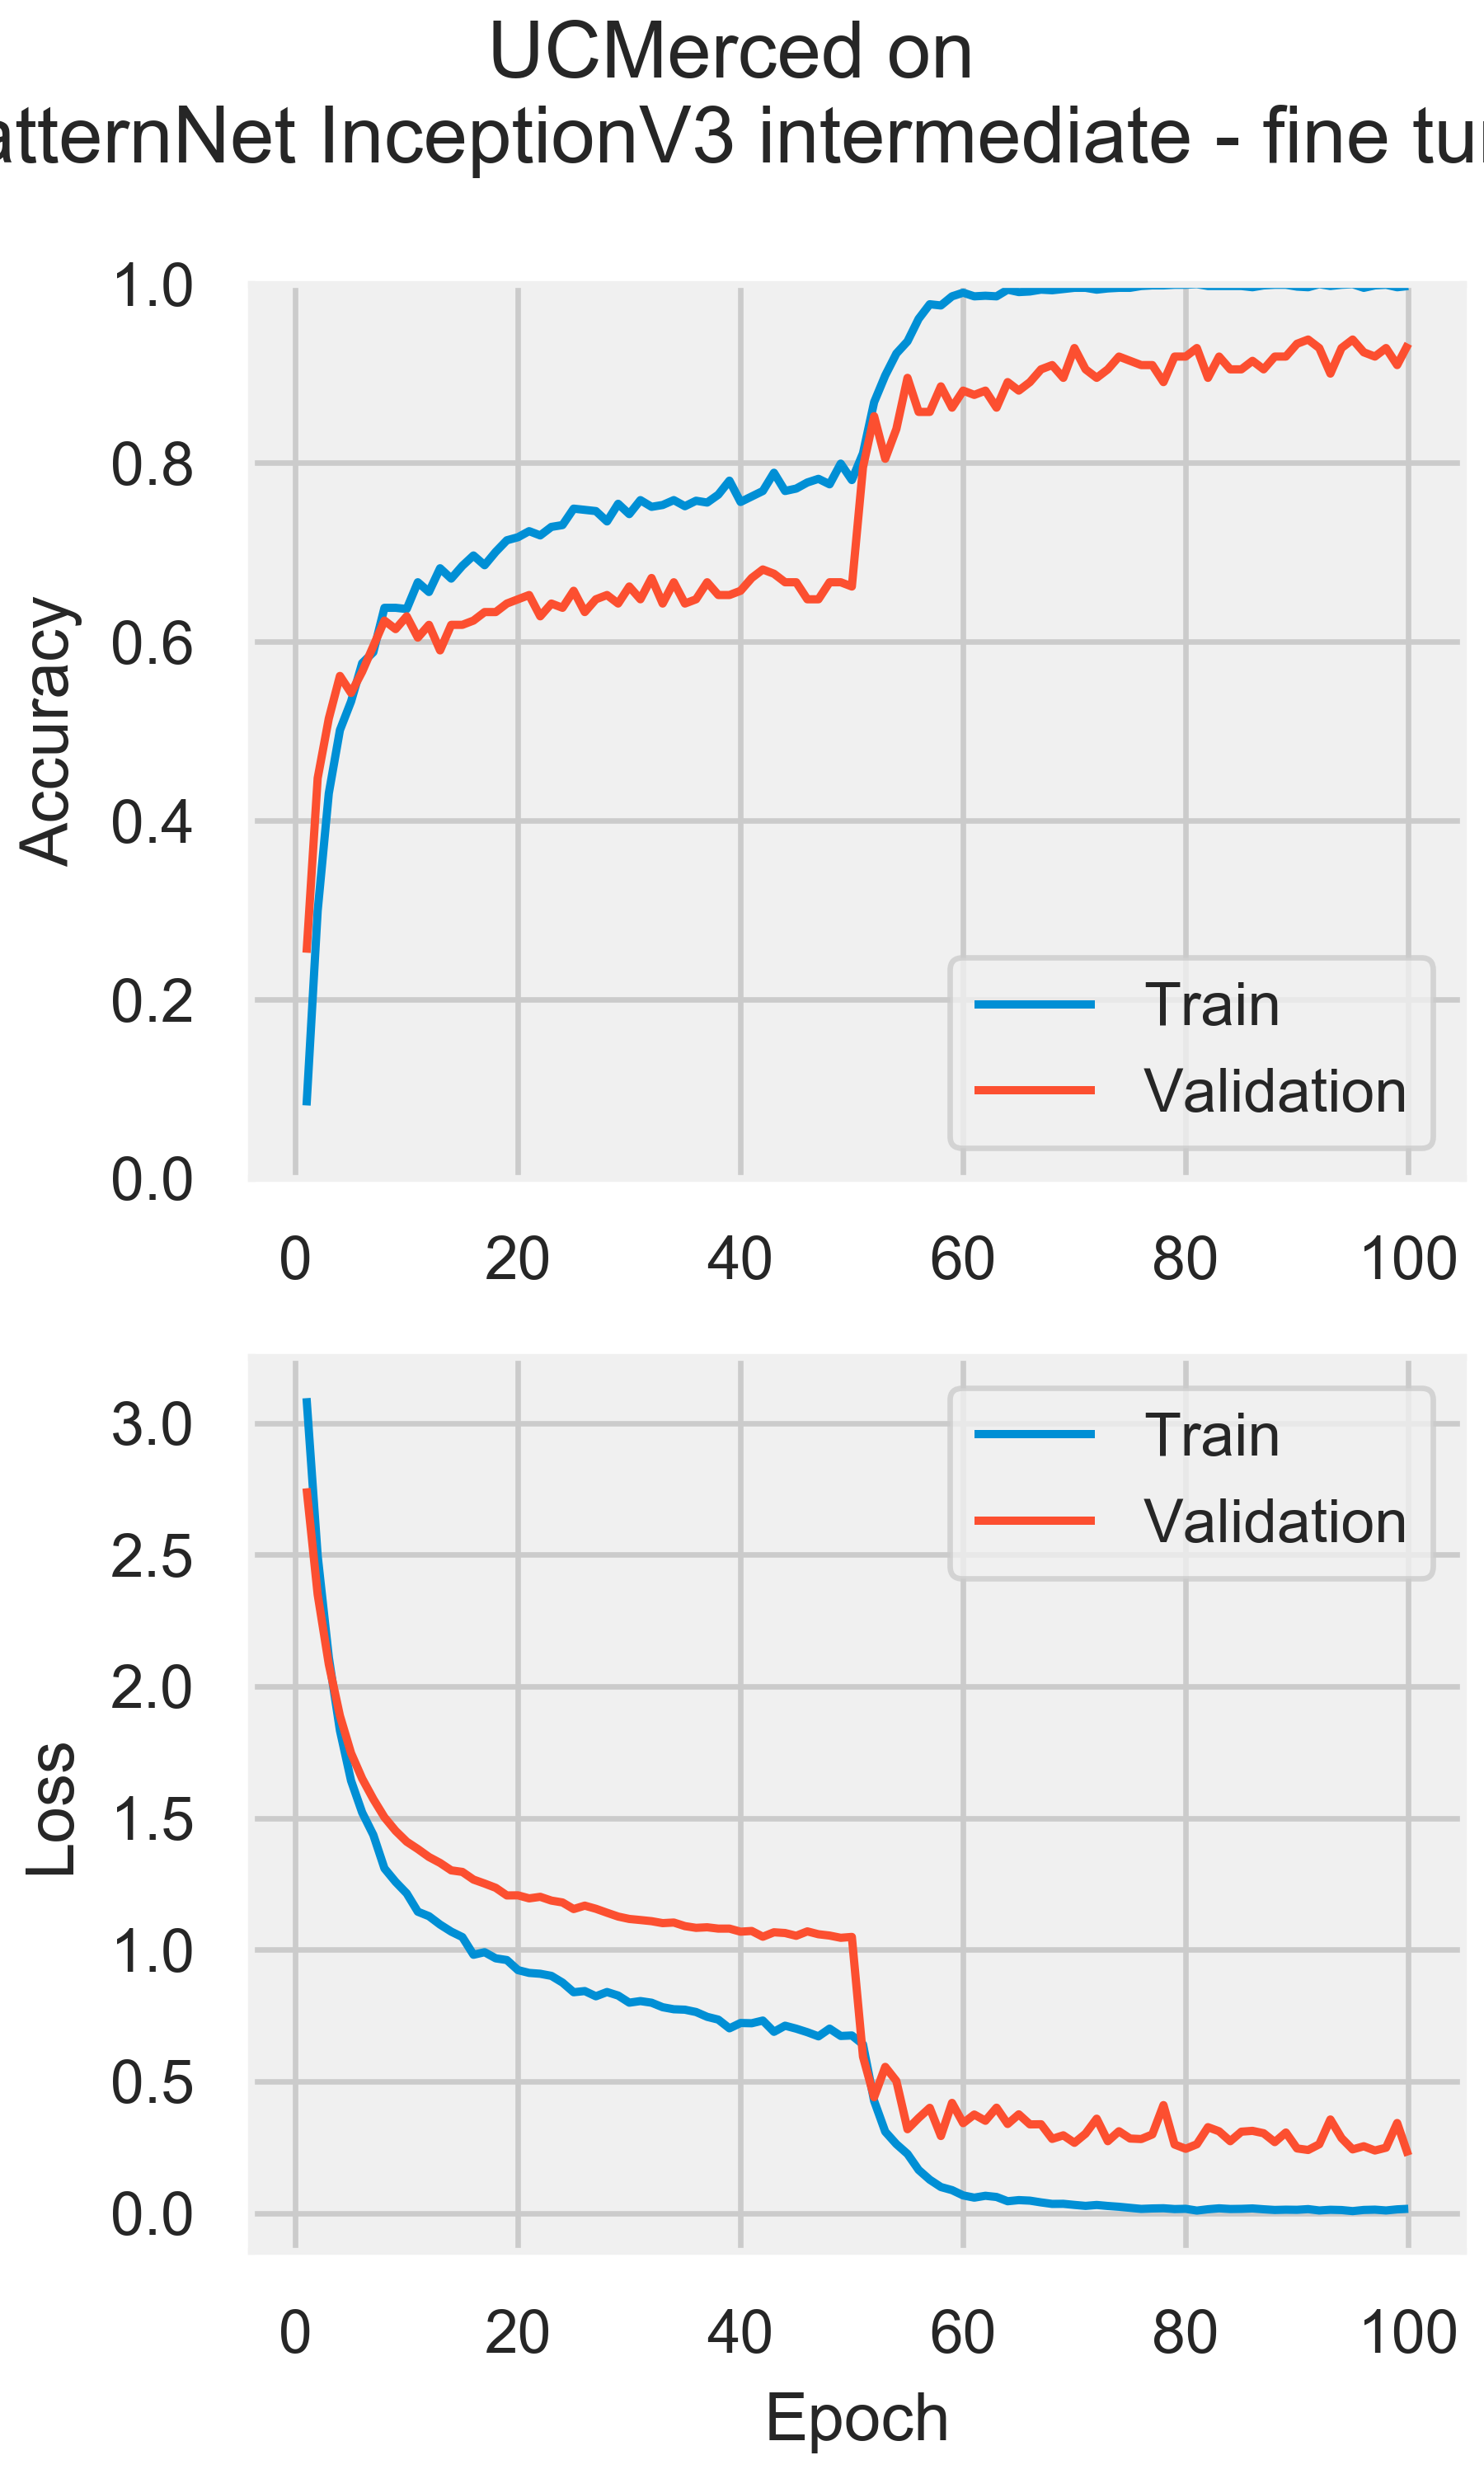 UCMerced on
atternNet InceptionV3 intermediate - fine tu
1.0
0.8
0.6
0.4
0.2
0.0
Accuracy
Train
Validation
0 20 40 60 80 100
3.0
2.5
2.0
1.5
1.0
0.5
0.0
Loss
Train
Validation
0 20 40 60 80 100
Epoch